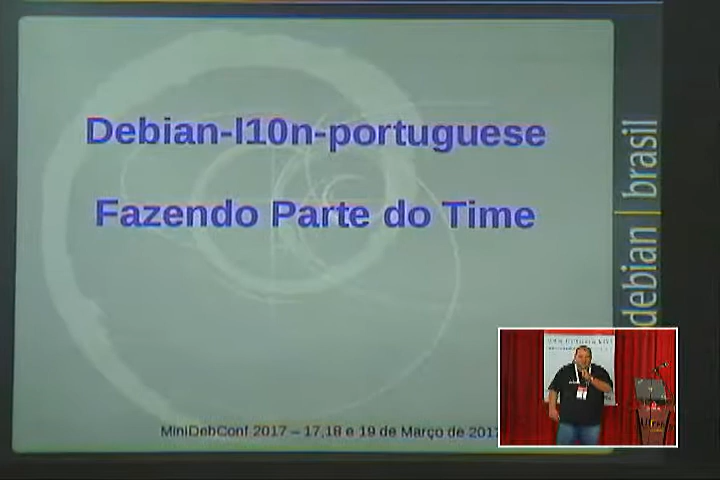 Debian-l10n-portuguese
Fazendo Parte do Time
debian | brasil
MiniDebConf 2017 – 17,18 e 19 de Março de 2017